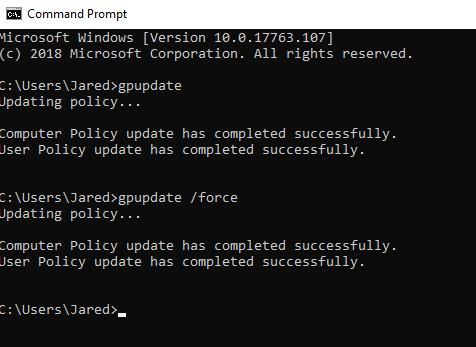 Command Prompt
Microsoft Windows [Version 10.0.17763.107]
(c) 2018 Microsoft Corporation. All rights reserved.
C:\Users\Jared>gpupdate
Updating policy...
Computer Policy update has completed successfully.
User Policy update has completed successfully.
C:\Users\Jared>gpupdate /force
Updating policy...
Computer Policy update has completed successfully.
User Policy update has completed successfully.
C:\Users\Jared>